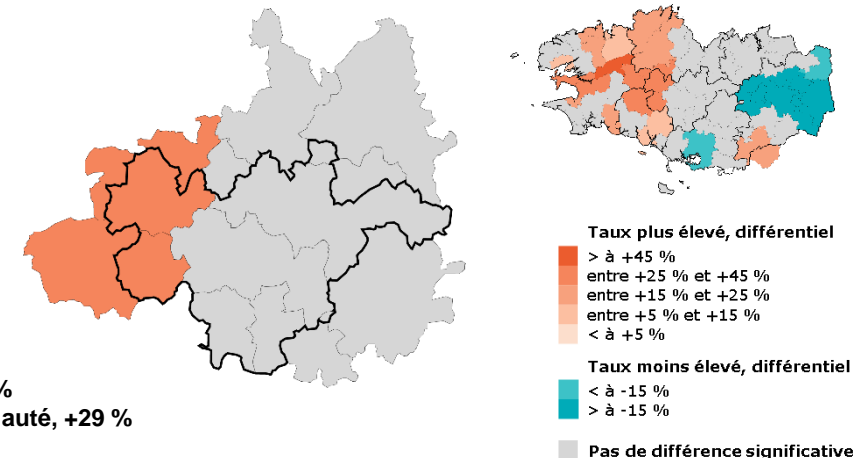 Taux plus élevé, différentiel
> à +45 %
entre +25 % et +45 %
entre +15 % et +25 %
entre +5 % et +15 %
< à +5 %
Taux moins élevé, différentiel
< à -15 %
> à -15 %
Pas de différence significative
%
auté, +29 %